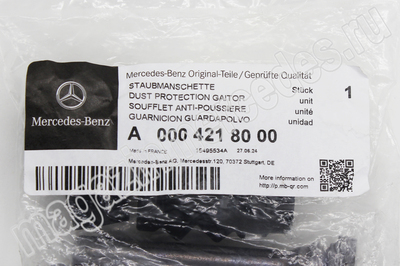 Mercedes-Benz Original-Teile/Geprüfte Qualität
STAUBMANSCHETTE
DUST PROTECTION GAITOR
SOUFFLET ANTI-POUSSIERE
GUARNICION GUARDAPOLVO
Stück
unit
unité
unidad
1
Mercedes-Benz
A 000 421 80 00
Made in FRANCE 15495534A 27.06.24
Mercedes-Benz AG, Mercedesstr.120, 70372 Stuttgart, DE
MORE INFORMATION ON
http://p.mb-qr.com